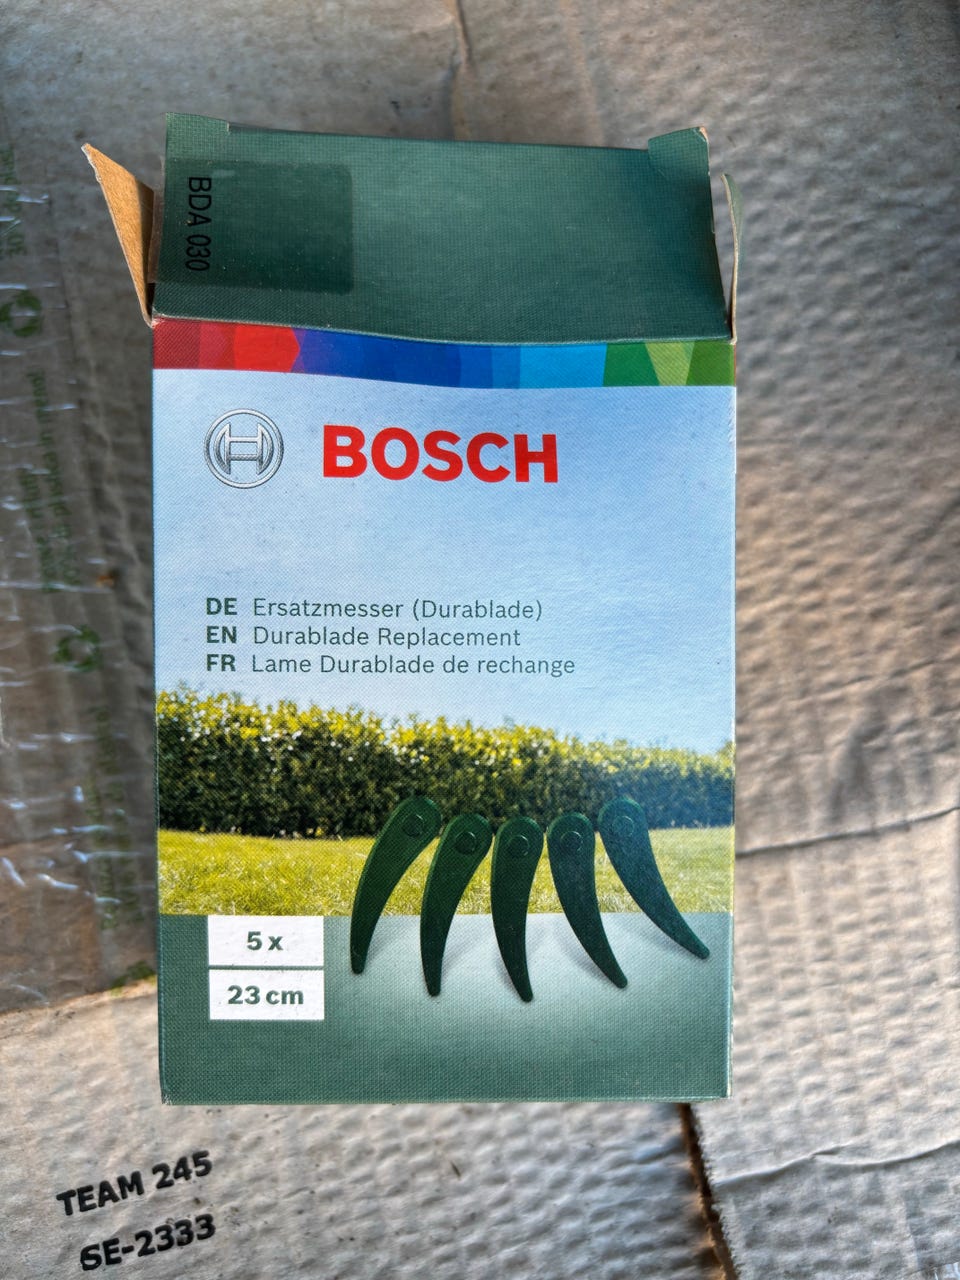 BDA 030
BOSCH
DE Ersatzmesser (Durablade)
EN Durablade Replacement
FR Lame Durablade de rechange
5 x
23 cm
TEAM 245
SE-2333